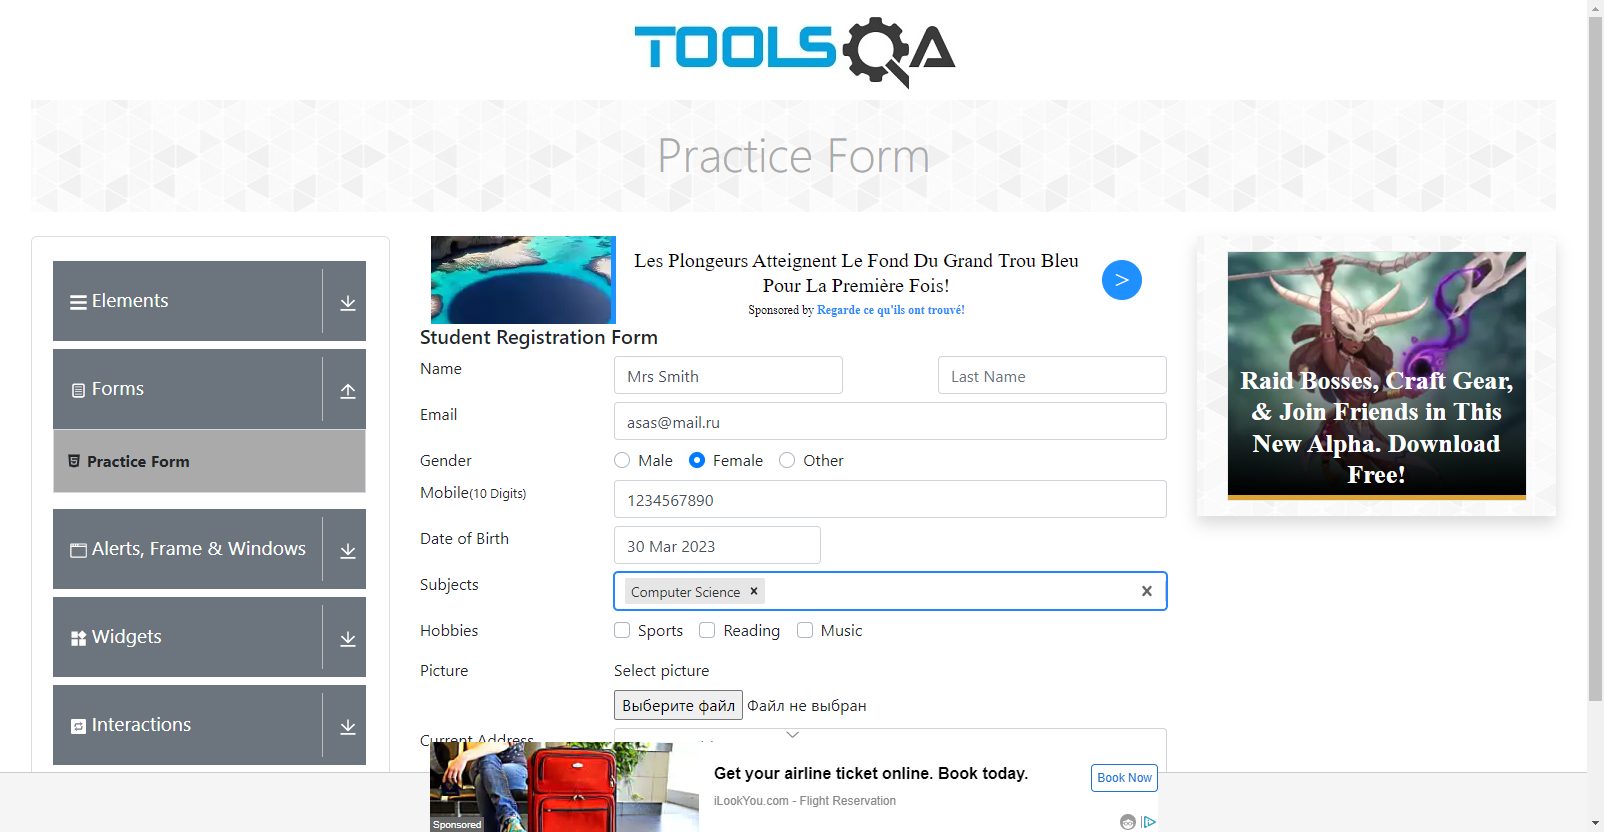 TOOLSQA
Practice Form
Elements
Forms
Practice Form
Alerts, Frame & Windows
Widgets
Interactions
Les Plongeurs Atteignent Le Fond Du Grand Trou Bleu
Pour La Première Fois!
Sponsored by Regarde ce qu'ils ont trouvé!
>
Student Registration Form
Name Mrs Smith Last Name
Email asas@mail.ru
Gender Male Female Other
Mobile(10 Digits) 1234567890
Date of Birth 30 Mar 2023
Subjects Computer Science × ×
Hobbies Sports Reading Music
Picture Select picture
Выберите файл Файл не выбран
Current Address
Raid Bosses, Craft Gear,
& Join Friends in This
New Alpha. Download
Free!
Get your airline ticket online. Book today.
iLookYou.com - Flight Reservation
Book Now
Sponsored